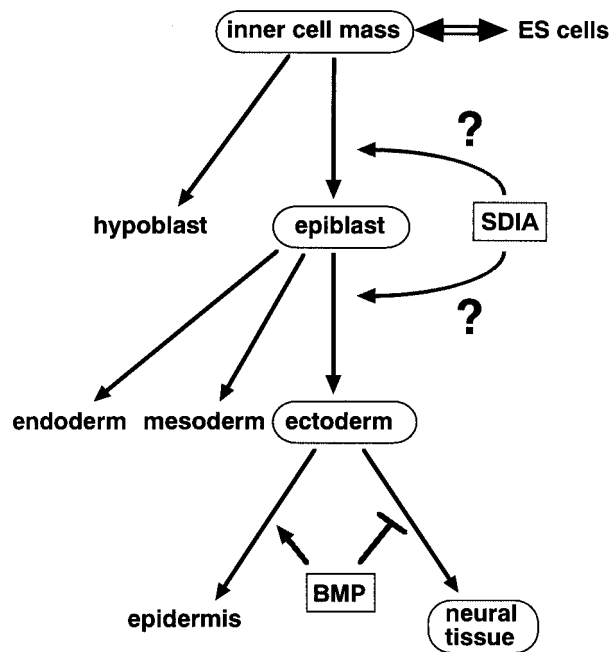 inner cell mass
ES cells
?
hypoblast
epiblast
SDIA
?
endoderm
mesoderm
ectoderm
epidermis
BMP
neural
tissue